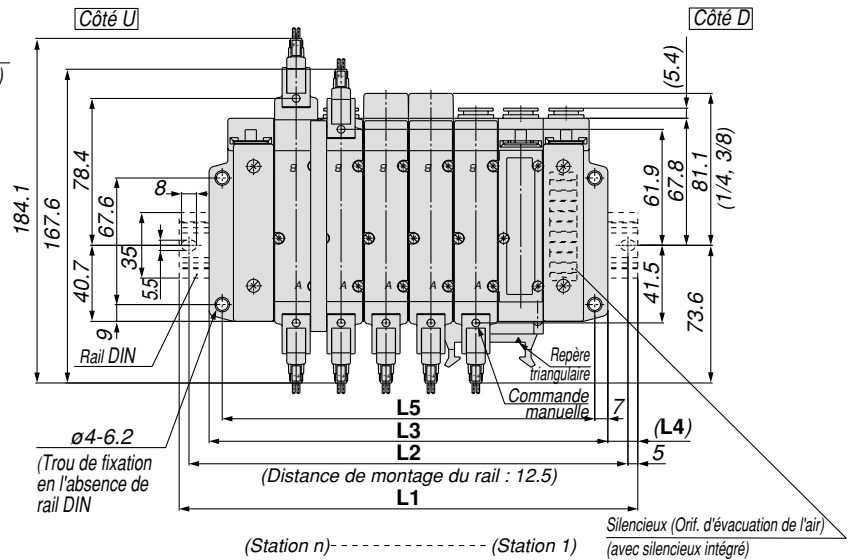 Côté U
Côté D
)
(5.4)
184.1
167.6
78.4
67.6
8
35
5.5
40.7
9
61.9
67.8
81.1
(1/4, 3/8)
41.5
73.6
B
B
B
B
B
A
A
A
A
A
Rail DIN
Repère
triangulaire
Commande
manuelle
L5
7
L3
(L4)
L2
5
(Distance de montage du rail : 12.5)
L1
ø4-6.2
(Trou de fixation
en l'absence de
rail DIN
Silencieux (Orif. d'évacuation de l'air)
(avec silencieux intégré)
(Station n)
(Station 1)